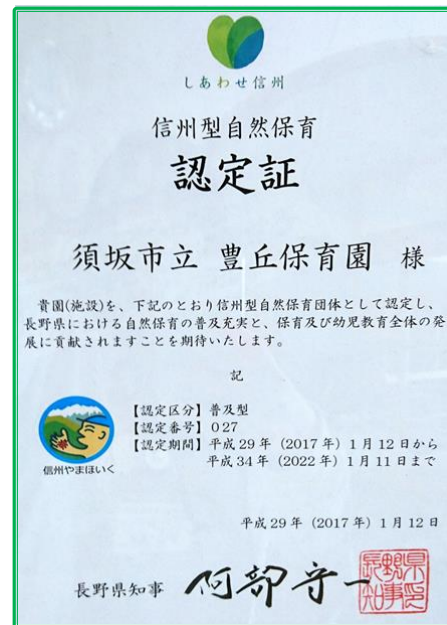 しあわせ信州
信州型自然保育
認定証
須坂市立 豊丘保育園 様
貴園(施設)を、下記のとおり信州型自然保育団体として認定し、
長野県における自然保育の普及充実と、保育及び幼児教育全体の発
展に貢献されますことを期待いたします。
記
【認定区分】普及型
【認定番号】027
【認定期間】平成29年(2017年)1月12日から
平成34年(2022年)1月11日まで
信州やまほいく
平成29年(2017年)1月12日
長野県知事 阿部守一
長野県知事印